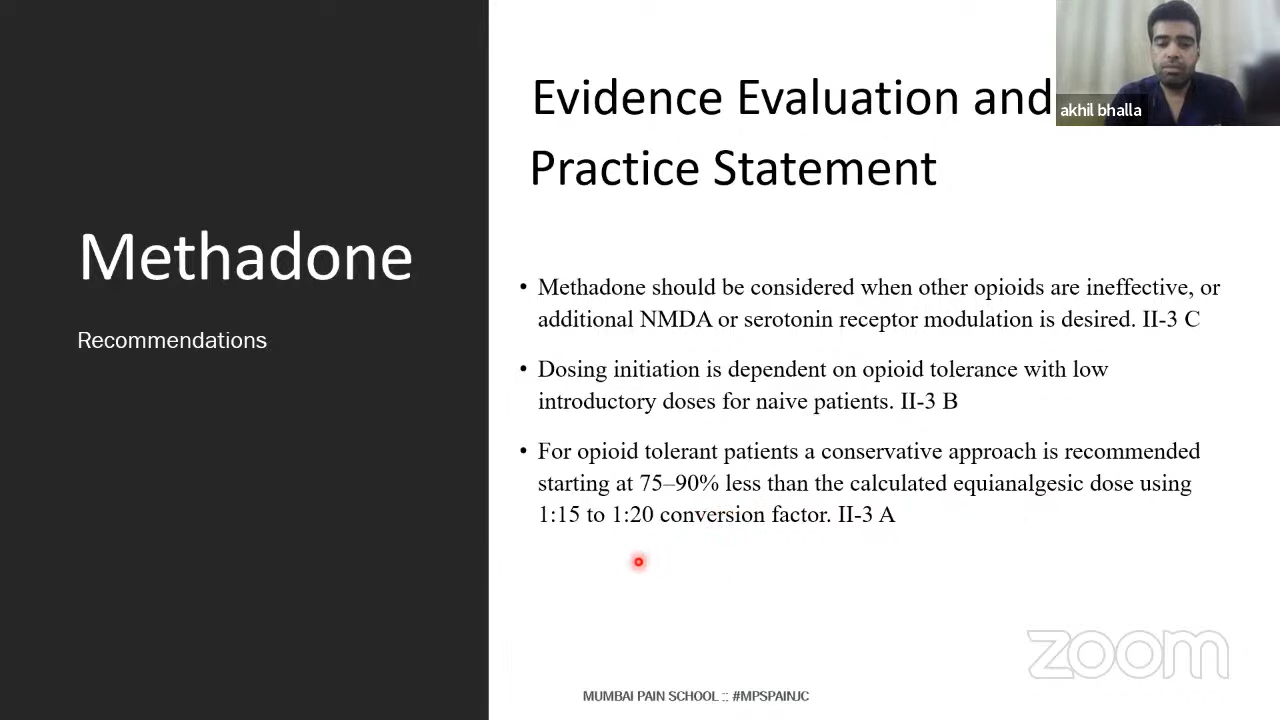 Evidence Evaluation and
Practice Statement
akhil bhalla
Methadone
Recommendations
• Methadone should be considered when other opioids are ineffective, or
additional NMDA or serotonin receptor modulation is desired. II-3 C
• Dosing initiation is dependent on opioid tolerance with low
introductory doses for naive patients. II-3 B
• For opioid tolerant patients a conservative approach is recommended
starting at 75–90% less than the calculated equianalgesic dose using
1:15 to 1:20 conversion factor. II-3 A
zoom
MUMBAI PAIN SCHOOL :: #MPSPAINJC